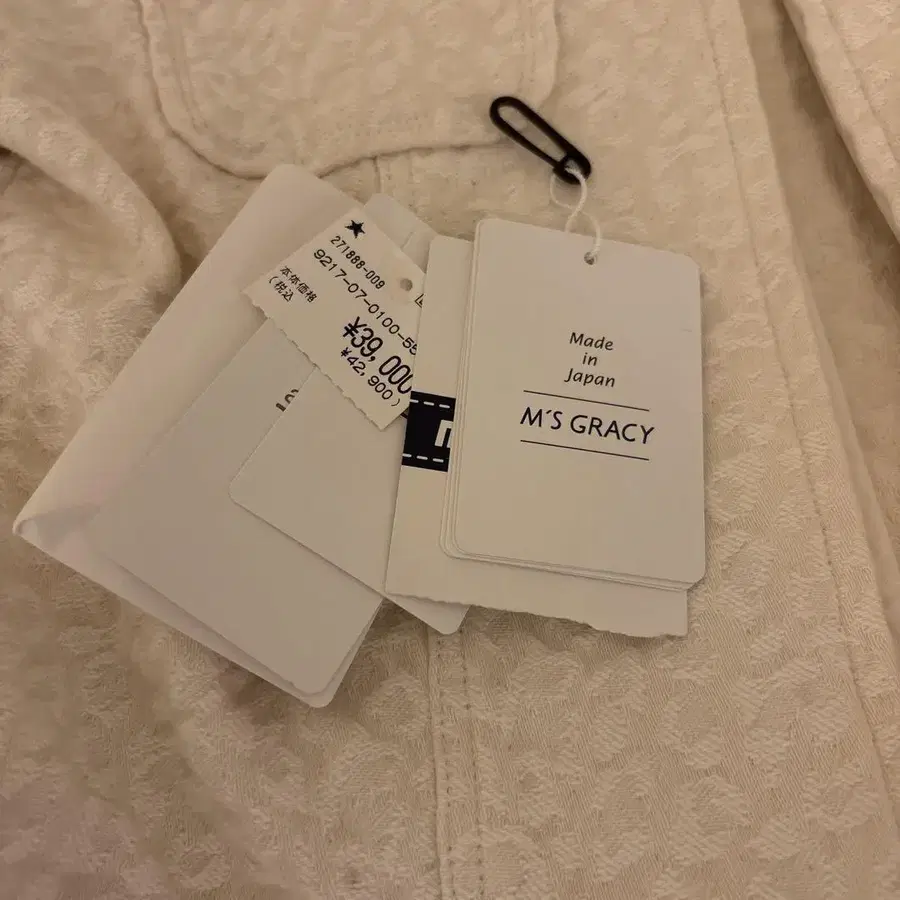 ★
271888-009
9217-07-0100-55
本体価格
¥39,000
(税込
¥42,900)
Made
in
Japan
M'S GRACY